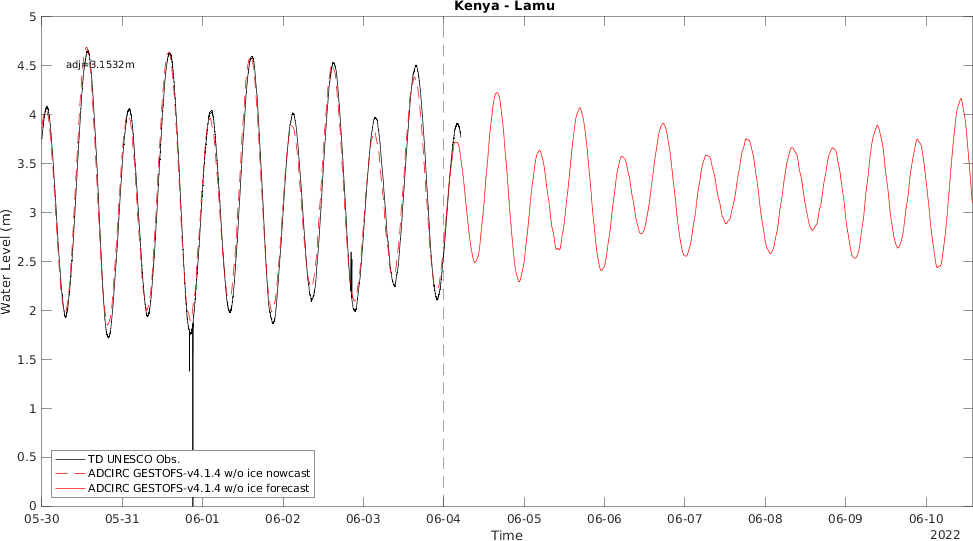 Kenya - Lamu
adj=3.1532m
Water Level (m)
5
4.5
4
3.5
3
2.5
2
1.5
1
0.5
0
TD UNESCO Obs.
ADCIRC GESTOFS-v4.1.4 w/o ice nowcast
ADCIRC GESTOFS-v4.1.4 w/o ice forecast
05-30 05-31 06-01 06-02 06-03 06-04 06-05 06-06 06-07 06-08 06-09 06-10
Time
2022